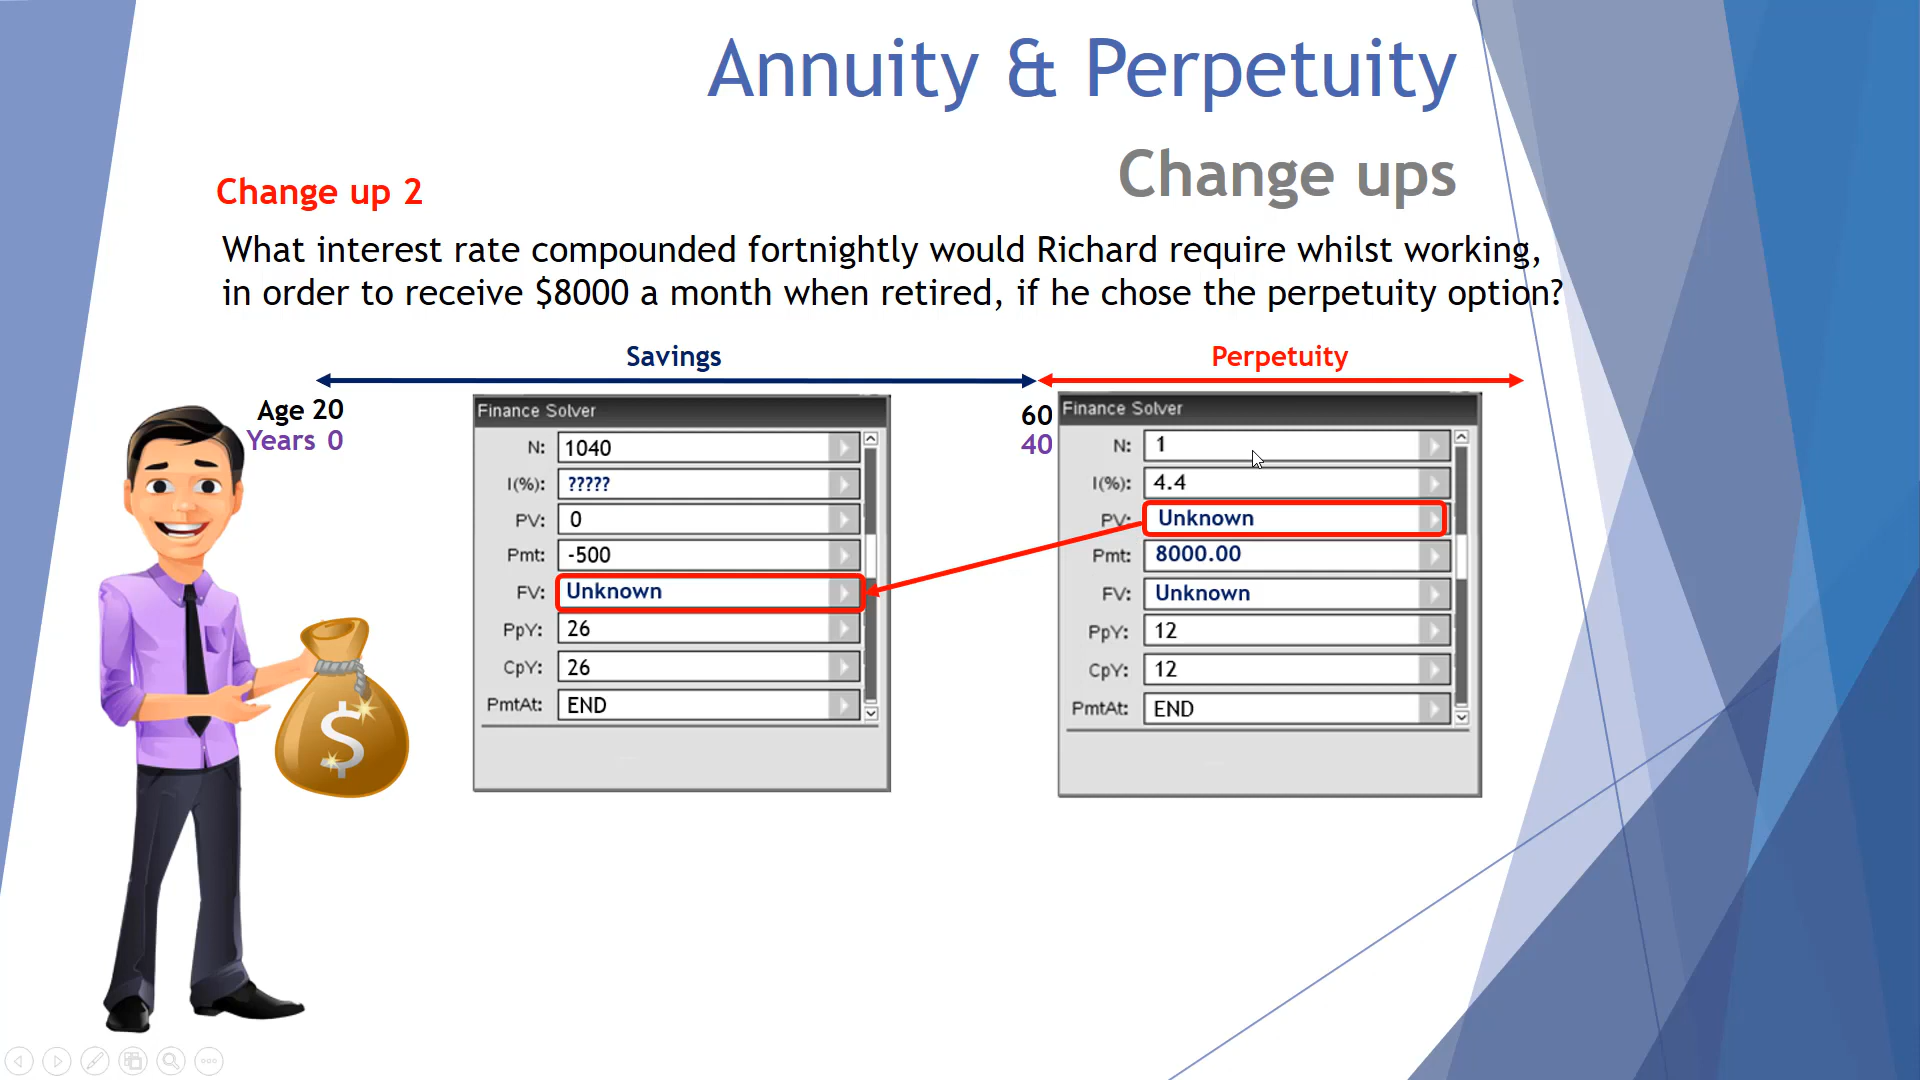 Annuity & Perpetuity
Change ups
Change up 2
What interest rate compounded fortnightly would Richard require whilst working,
in order to receive $8000 a month when retired, if he chose the perpetuity option?
Savings
Perpetuity
Age 20
Years 0
60
40
Finance Solver
N: 1040
I(%): ?????
PV: 0
Pmt: -500
FV: Unknown
PpY: 26
CpY: 26
PmtAt: END
Finance Solver
N: 1
I(%): 4.4
PV: Unknown
Pmt: 8000.00
FV: Unknown
PpY: 12
CpY: 12
PmtAt: END
$